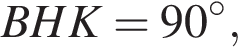 BHK = 90°,